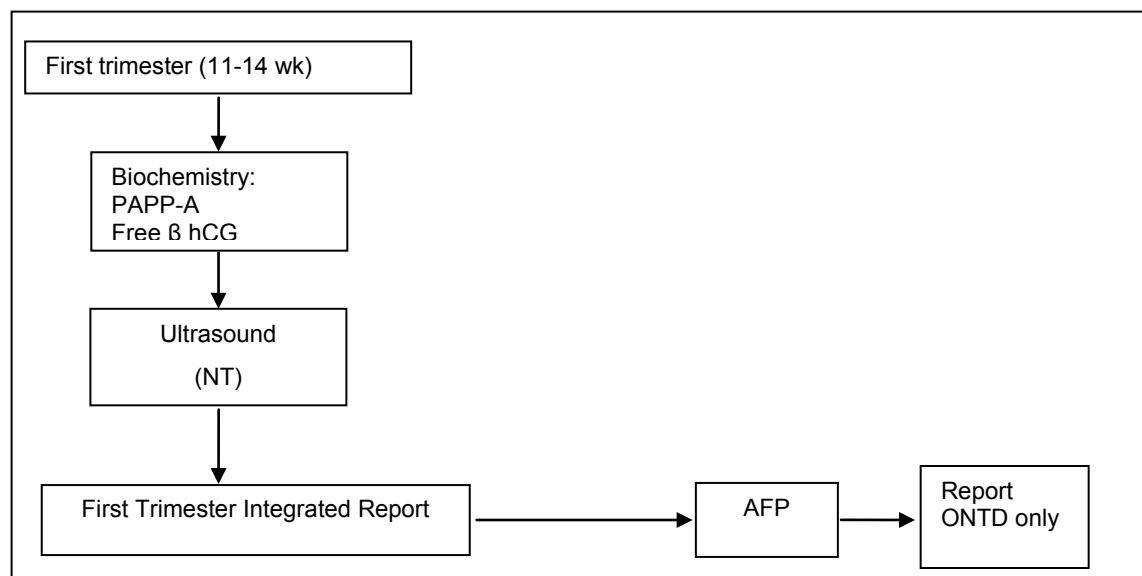 First trimester (11-14 wk)
Biochemistry:
PAPP-A
Free ß hCG
Ultrasound
(NT)
First Trimester Integrated Report
AFP
Report
ONTD only